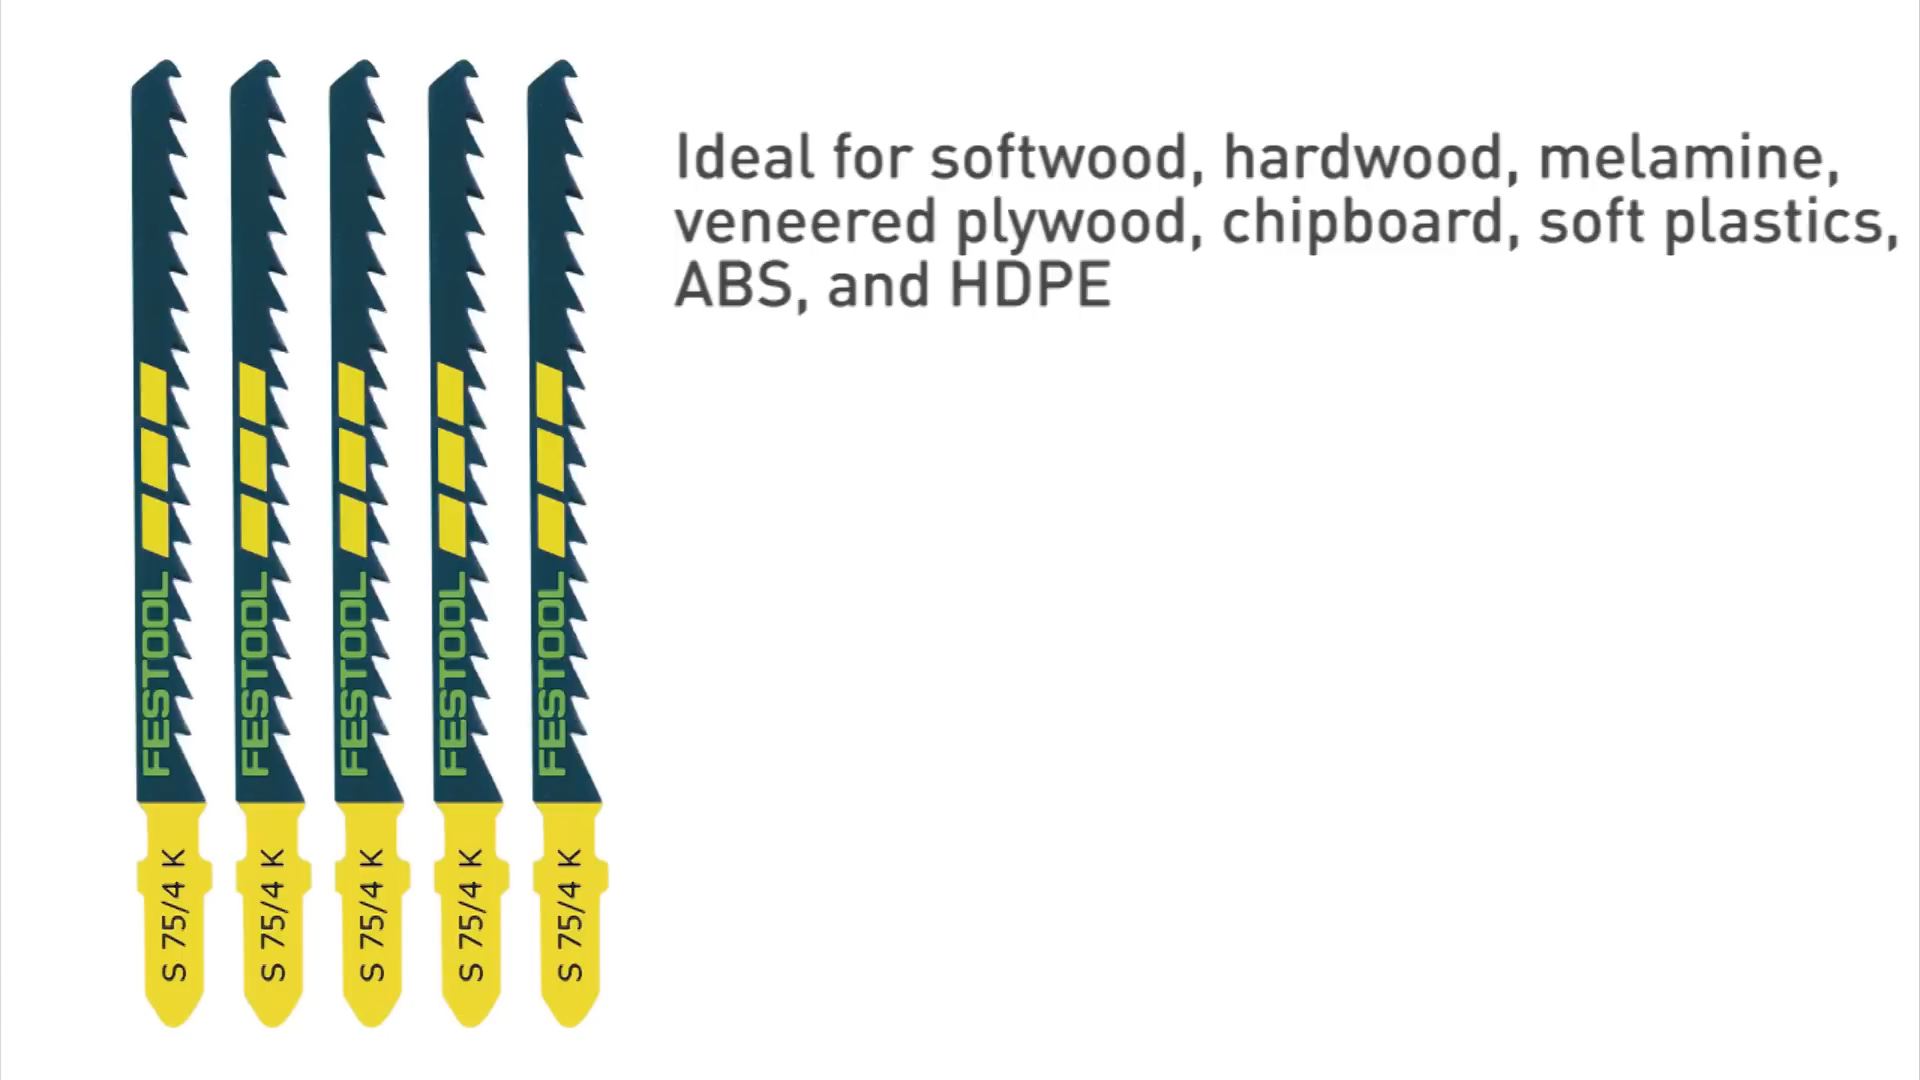 Ideal for softwood, hardwood, melamine,
veneered plywood, chipboard, soft plastics,
ABS, and HDPE
FESTOOL
FESTOOL
FESTOOL
FESTOOL
FESTOOL
S 75/4 K
S 75/4 K
S 75/4 K
S 75/4 K
S 75/4 K